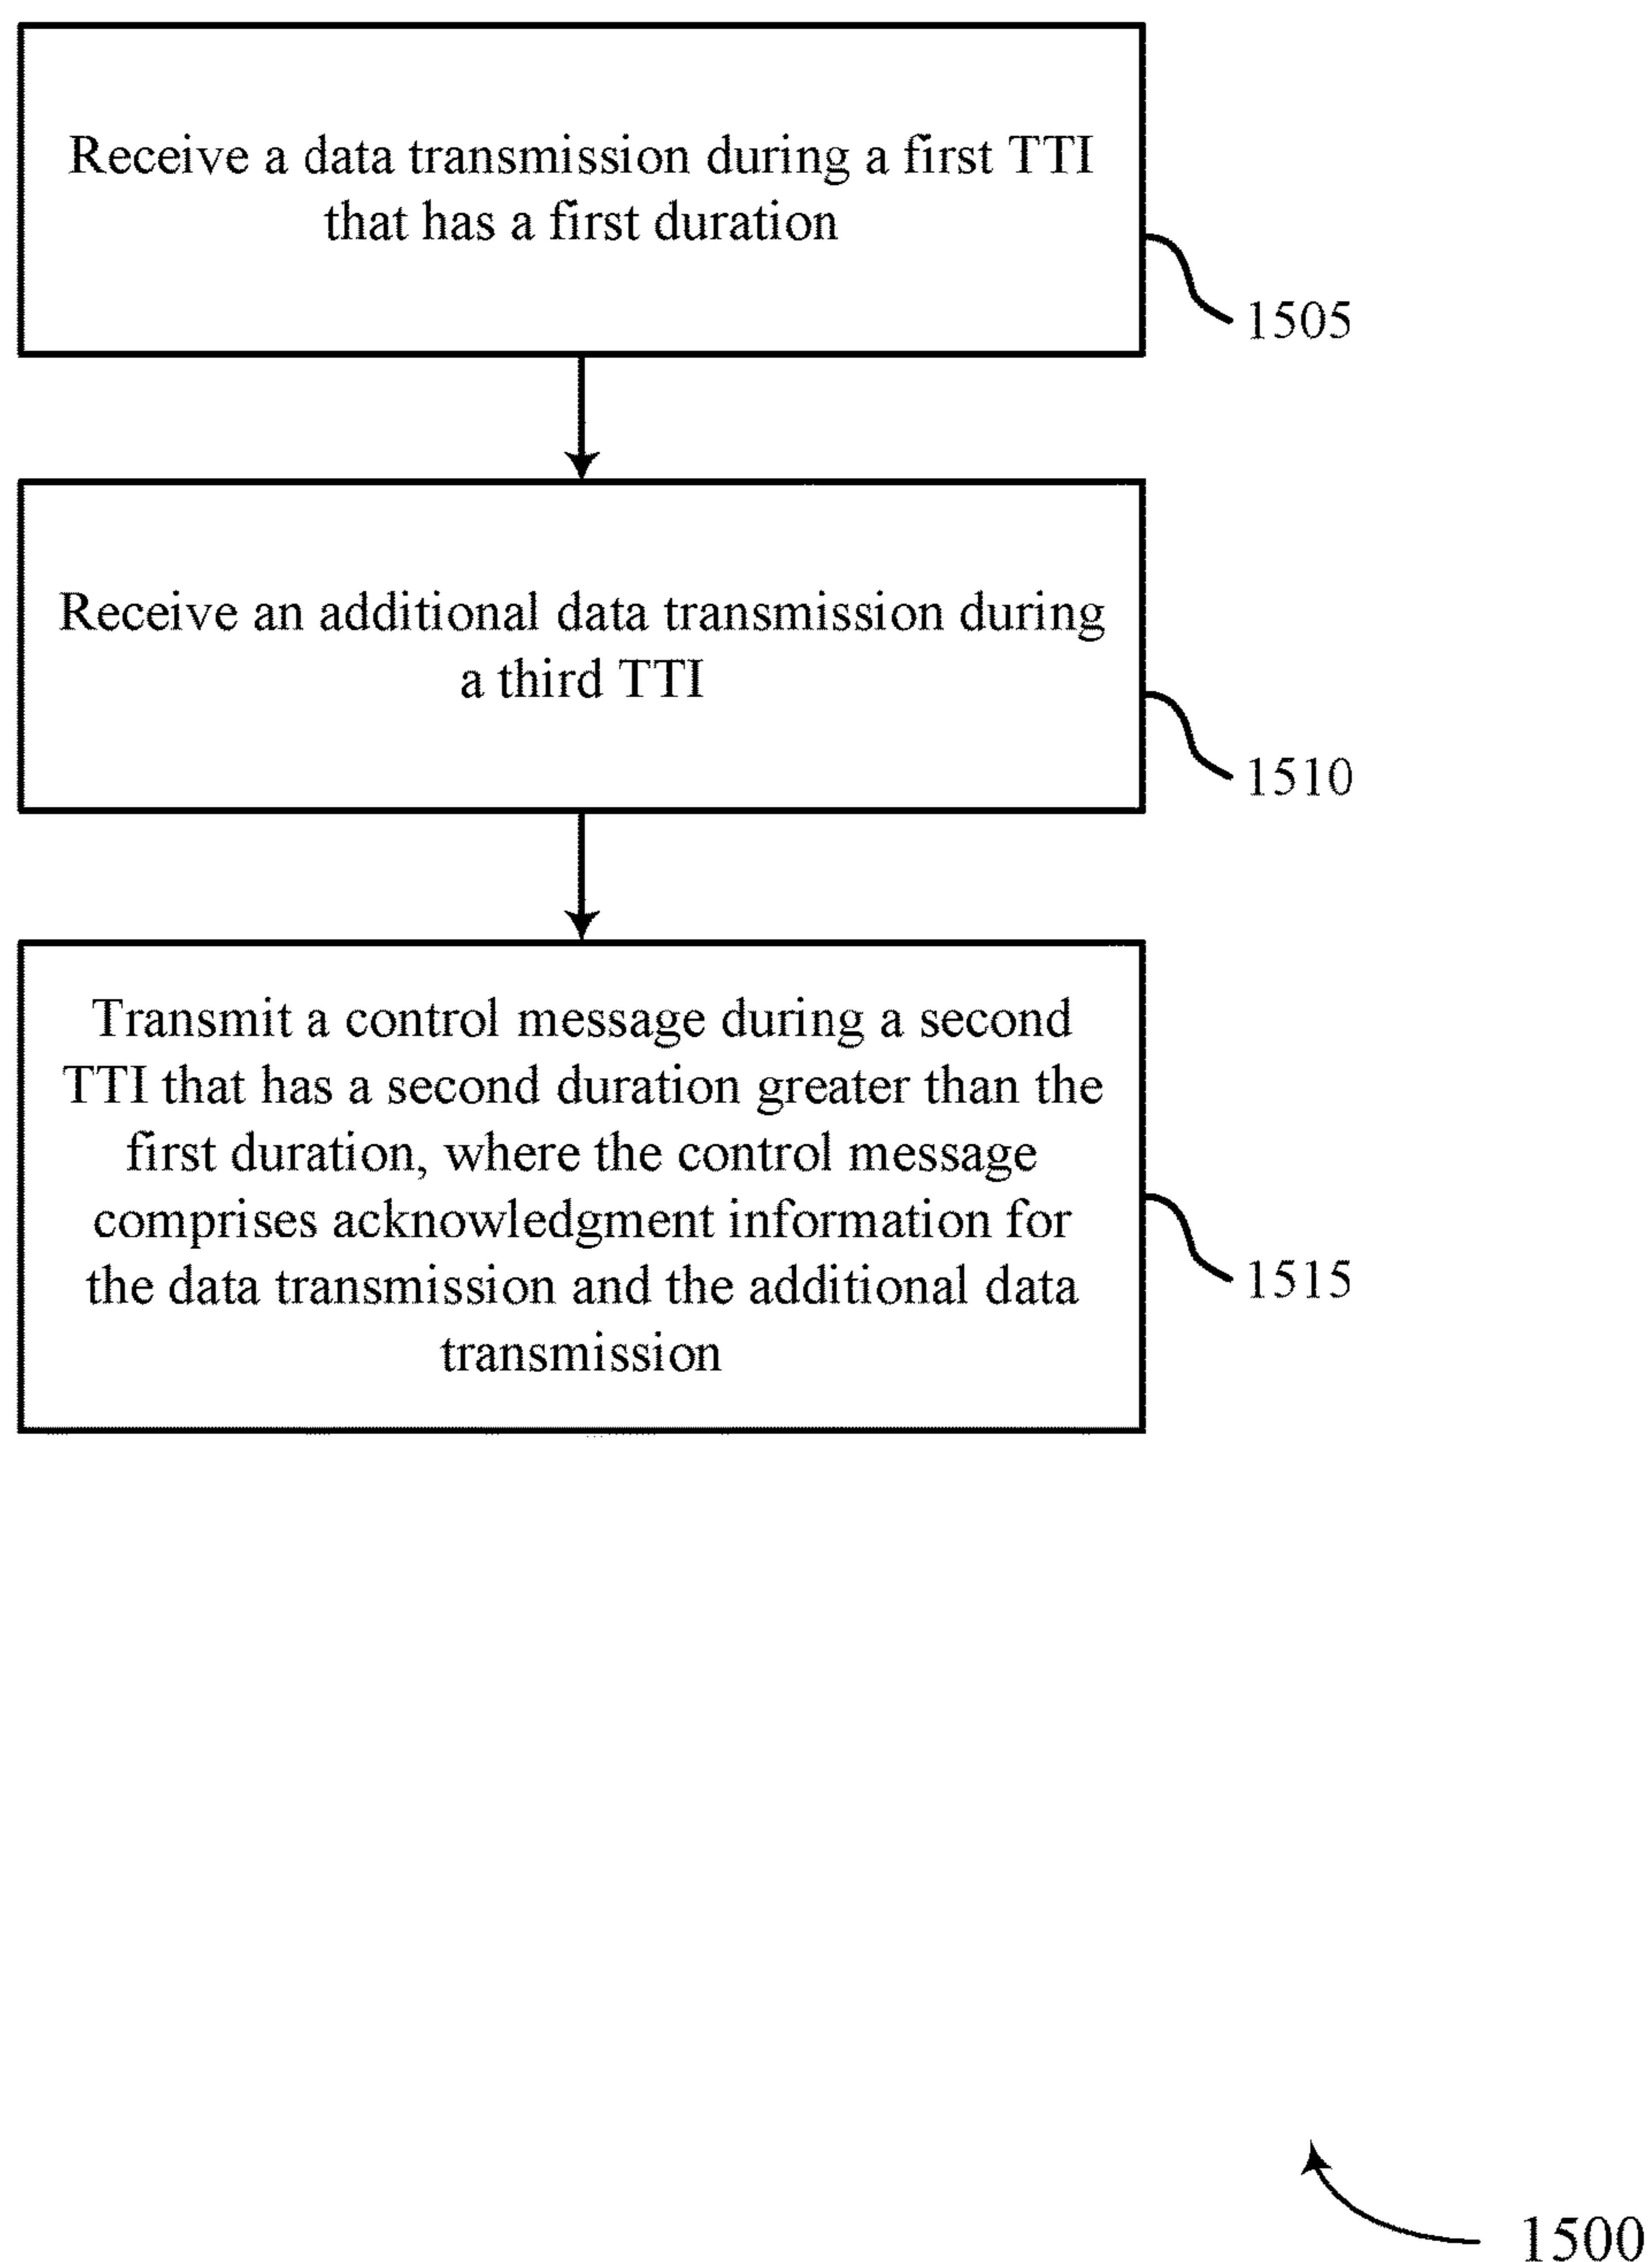 Receive a data transmission during a first TTI
that has a first duration
1505
Receive an additional data transmission during
a third TTI
1510
Transmit a control message during a second
TTI that has a second duration greater than the
first duration, where the control message
comprises acknowledgment information for
the data transmission and the additional data
transmission
1515
1500